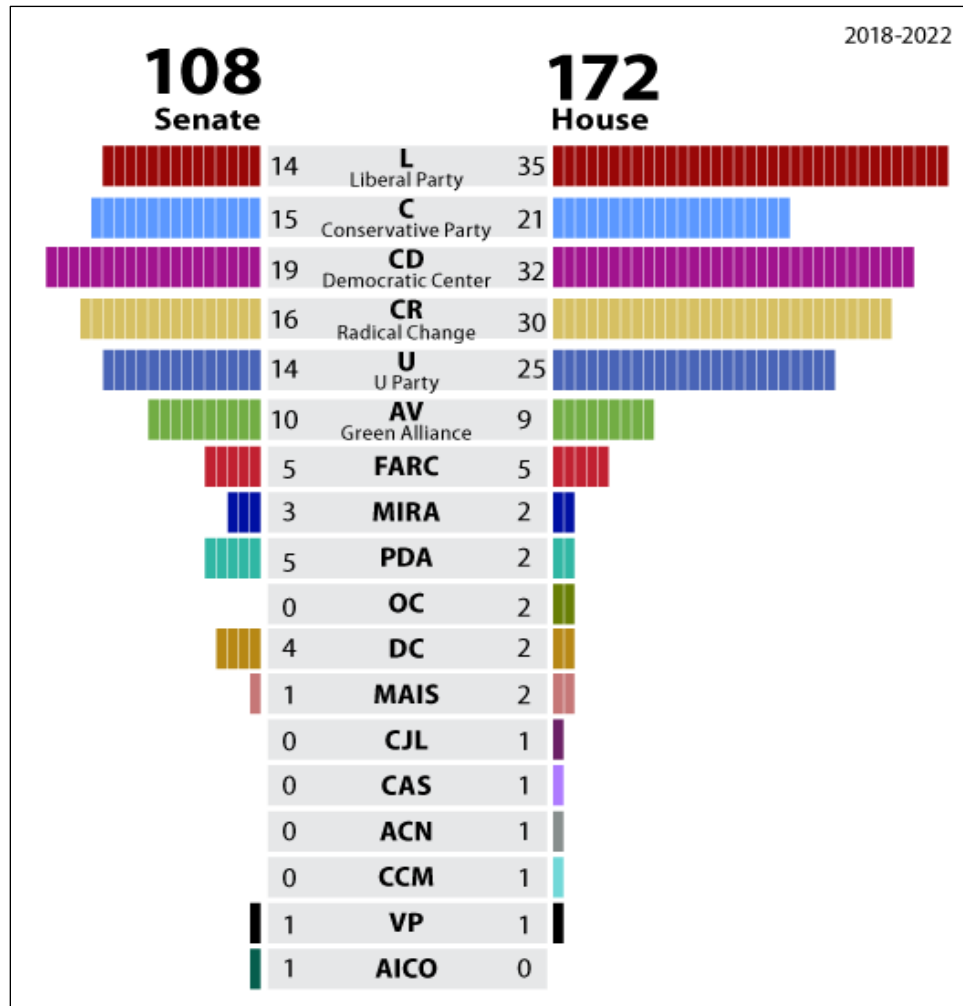 2018-2022
108 172
Senate House
14 L 35
Liberal Party
15 C 21
Conservative Party
19 CD 32
Democratic Center
16 CR 30
Radical Change
14 U 25
U Party
10 AV 9
Green Alliance
5 FARC 5
3 MIRA 2
5 PDA 2
0 OC 2
4 DC 2
1 MAIS 2
0 CJL 1
0 CAS 1
0 ACN 1
0 CCM 1
1 VP 1
1 AICO 0